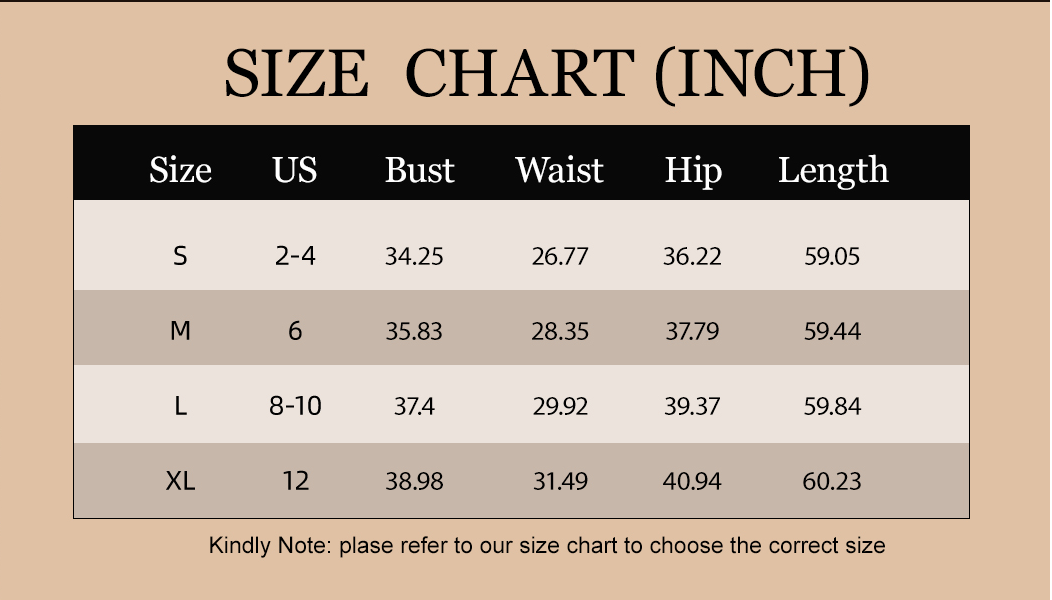 SIZE CHART (INCH)
Size US Bust Waist Hip Length
S 2-4 34.25 26.77 36.22 59.05
M 6 35.83 28.35 37.79 59.44
L 8-10 37.4 29.92 39.37 59.84
XL 12 38.98 31.49 40.94 60.23
Kindly Note: plase refer to our size chart to choose the correct size